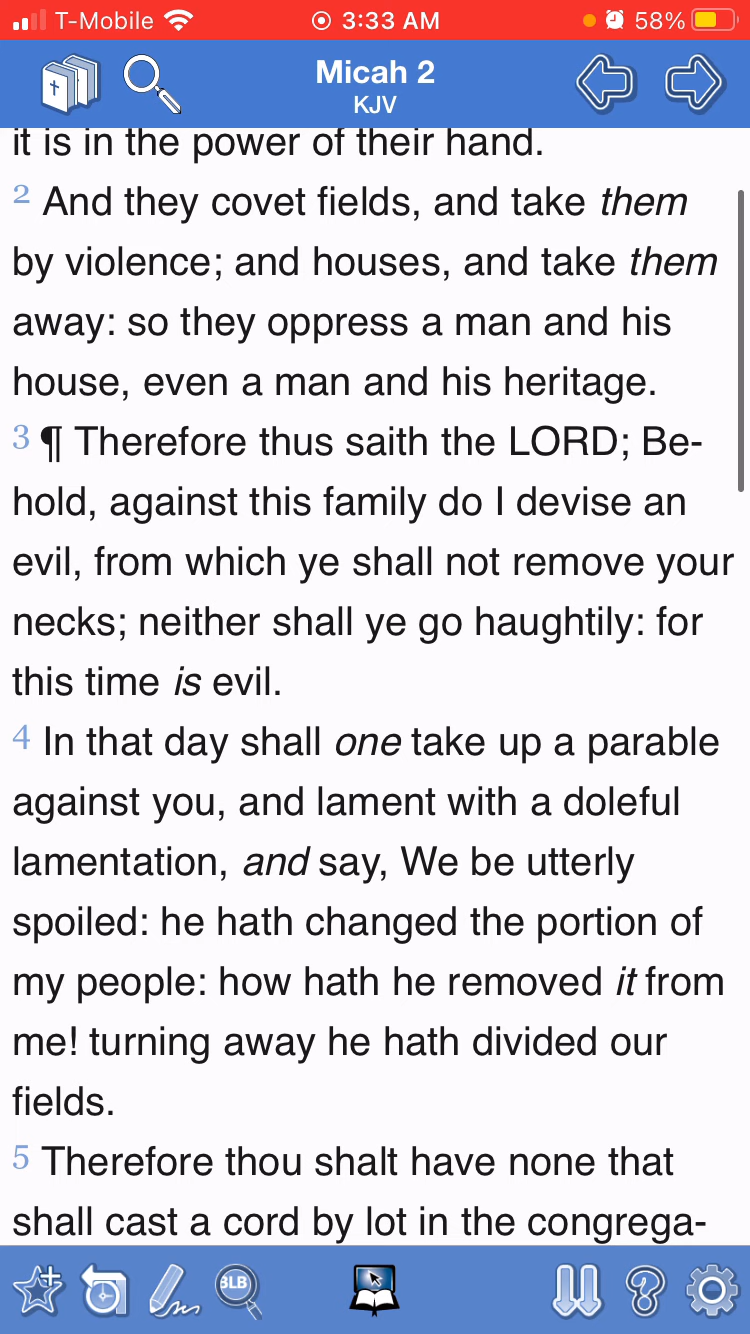 T-Mobile 3:33 AM 58%
Micah 2
KJV
it is in the power of their hand.
2 And they covet fields, and take them
by violence; and houses, and take them
away: so they oppress a man and his
house, even a man and his heritage.
3 ¶ Therefore thus saith the LORD; Be-
hold, against this family do I devise an
evil, from which ye shall not remove your
necks; neither shall ye go haughtily: for
this time is evil.
4 In that day shall one take up a parable
against you, and lament with a doleful
lamentation, and say, We be utterly
spoiled: he hath changed the portion of
my people: how hath he removed it from
me! turning away he hath divided our
fields.
5 Therefore thou shalt have none that
shall cast a cord by lot in the congrega-
BLB